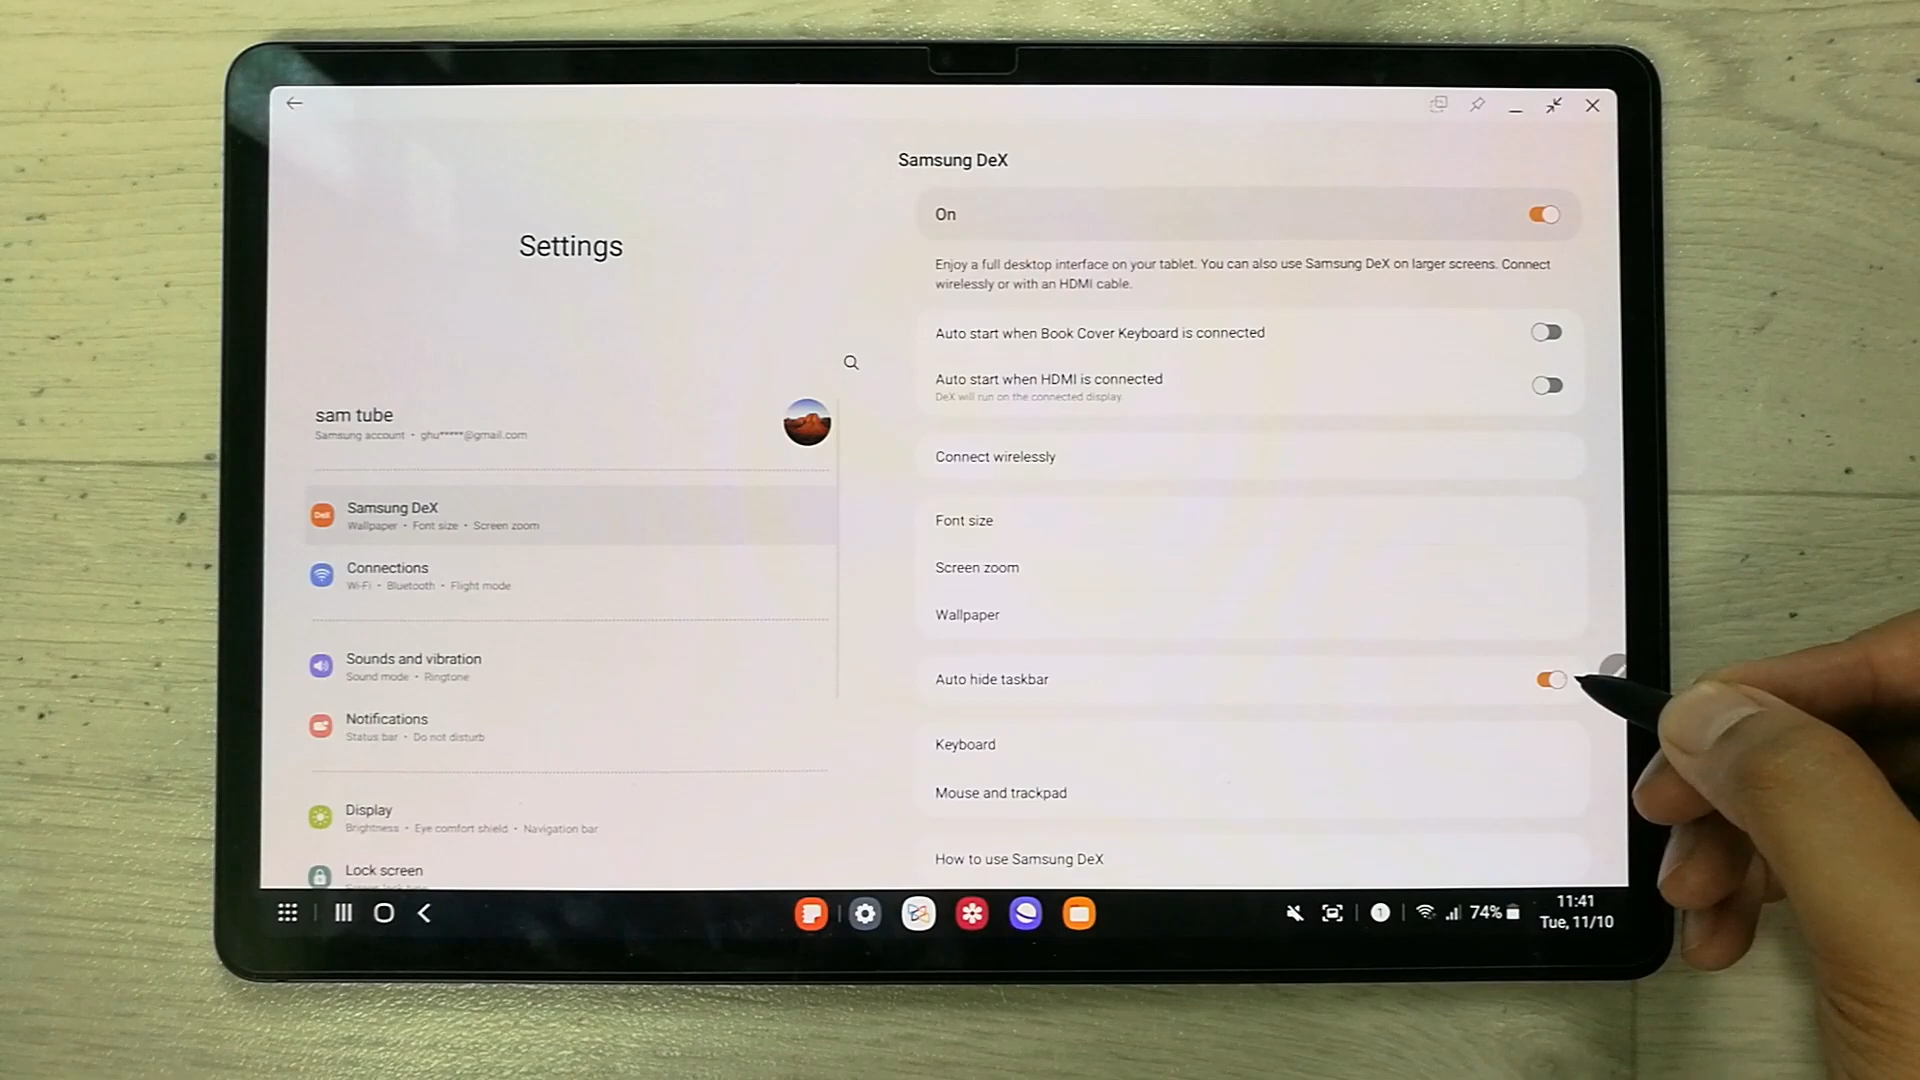 Samsung DeX
On
Settings
Enjoy a full desktop interface on your tablet. You can also use Samsung DeX on larger screens. Connect
wirelessly or with an HDMI cable.
Auto start when Book Cover Keyboard is connected
Auto start when HDMI is connected
DeX will run on the connected display
sam tube
Samsung account • ghu*****@gmail.com
Connect wirelessly
DeX
Samsung DeX
Wallpaper • Font size • Screen zoom
Font size
Connections
Wi-Fi • Bluetooth • Flight mode
Screen zoom
Wallpaper
Sounds and vibration
Sound mode • Ringtone
Auto hide taskbar
Notifications
Status bar • Do not disturb
Keyboard
Mouse and trackpad
Display
Brightness • Eye comfort shield • Navigation bar
How to use Samsung DeX
Lock screen
1
74%
11:41
Tue, 11/10